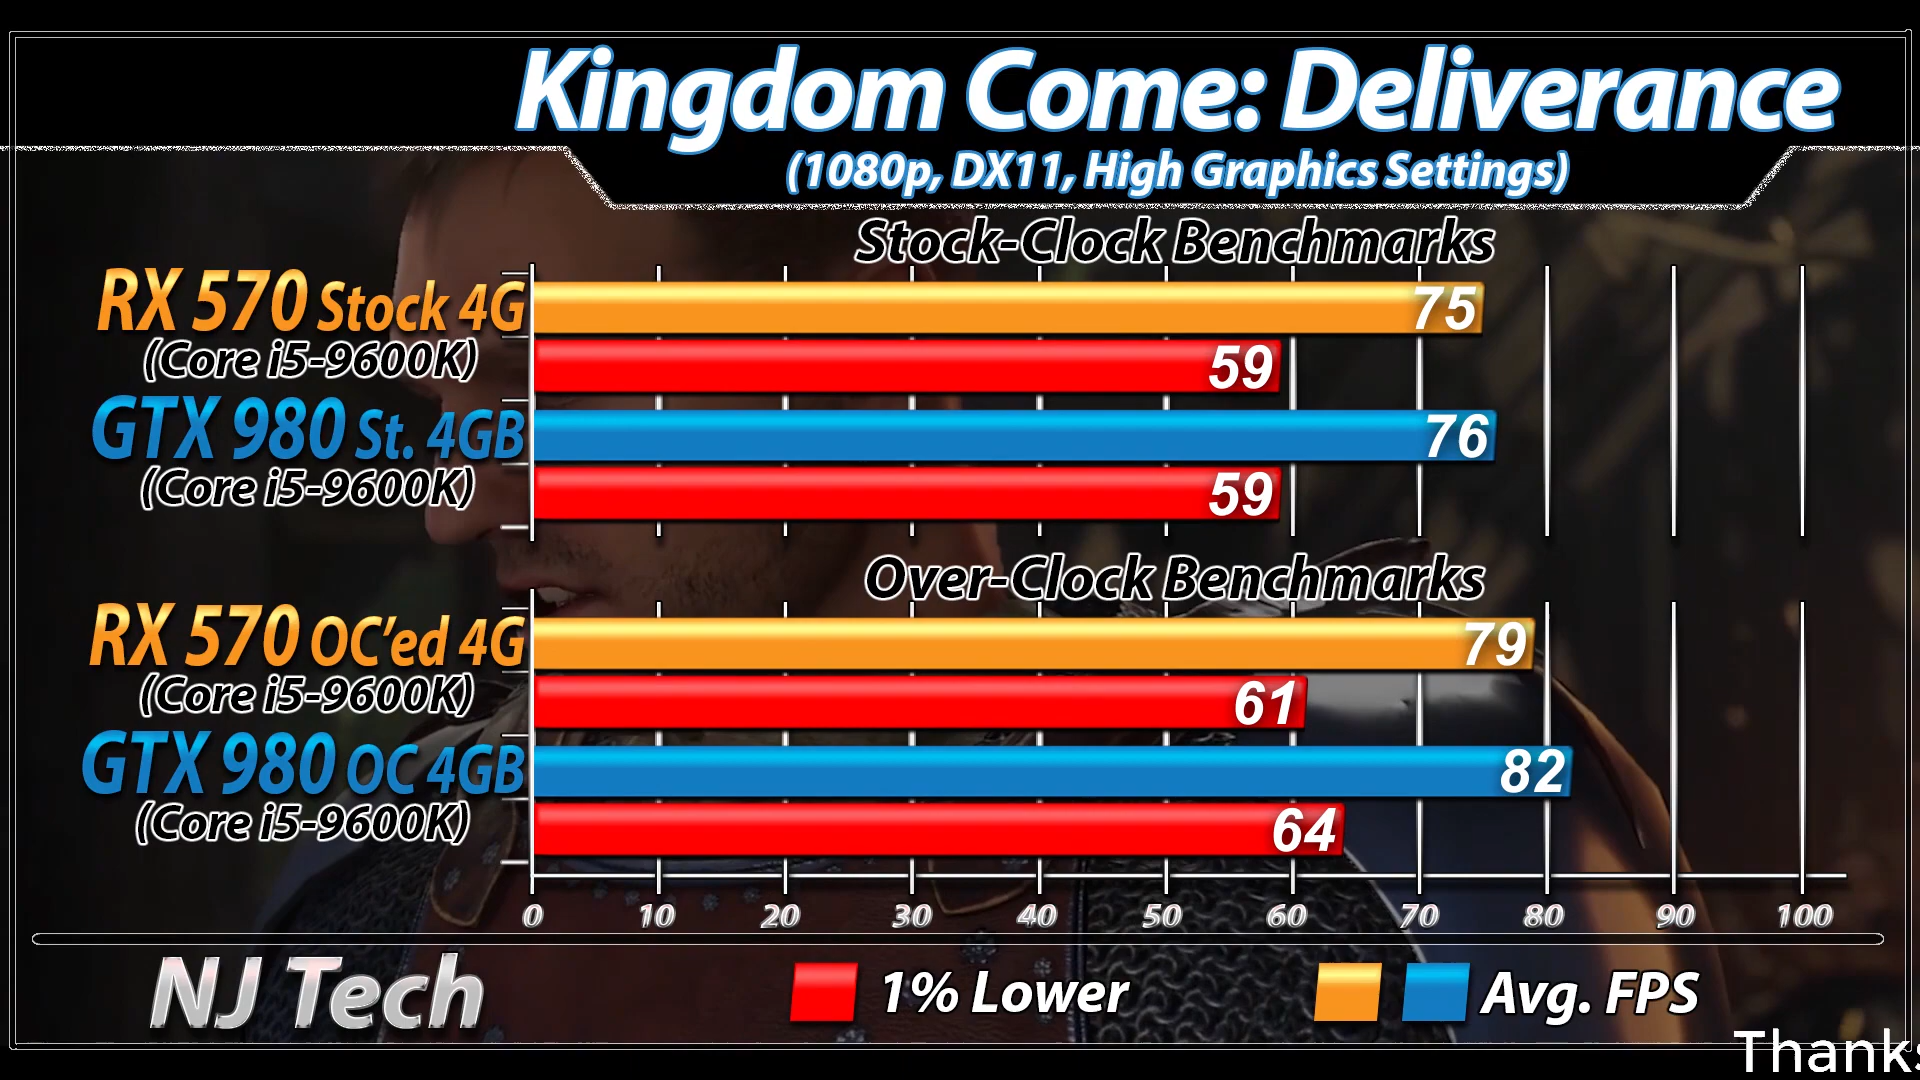 Kingdom Come: Deliverance
(1080p, DX11, High Graphics Settings)
Stock-Clock Benchmarks
RX 570 Stock 4G
75
(Core i5-9600K)
59
GTX 980 St. 4GB
76
(Core i5-9600K)
59
Over-Clock Benchmarks
RX 570 OC’ed 4G
79
(Core i5-9600K)
61
GTX 980 OC 4GB
82
(Core i5-9600K)
64
0 10 20 30 40 50 60 70 80 90 100
NJ Tech
1% Lower
Avg. FPS
Thanks